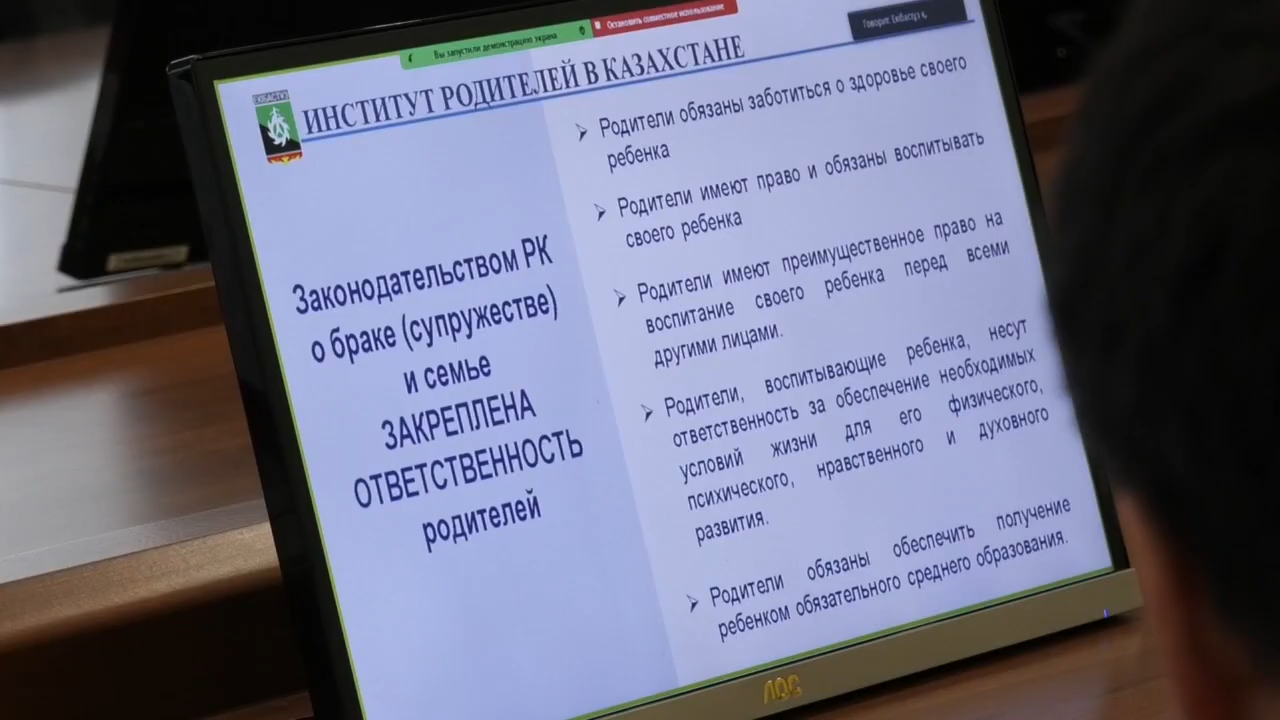 Вы запустили демонстрацию экрана
Остановить совместное использование
Говорит: Екібастұз қ.
ЕКІБАСТҰЗ
ИНСТИТУТ РОДИТЕЛЕЙ В КАЗАХСТАНЕ
Законодательством РК
о браке (супружестве)
и семье
ЗАКРЕПЛЕНА
ОТВЕТСТВЕННОСТЬ
родителей
Родители обязаны заботиться о здоровье своего
ребенка
Родители имеют право и обязаны воспитывать
своего ребенка
Родители имеют преимущественное право на
воспитание своего ребенка перед всеми
другими лицами.
Родители, воспитывающие ребенка, несут
ответственность за обеспечение необходимых
условий жизни для его физического,
психического, нравственного и духовного
развития.
Родители обязаны обеспечить получение
ребенком обязательного среднего образования.
AOC